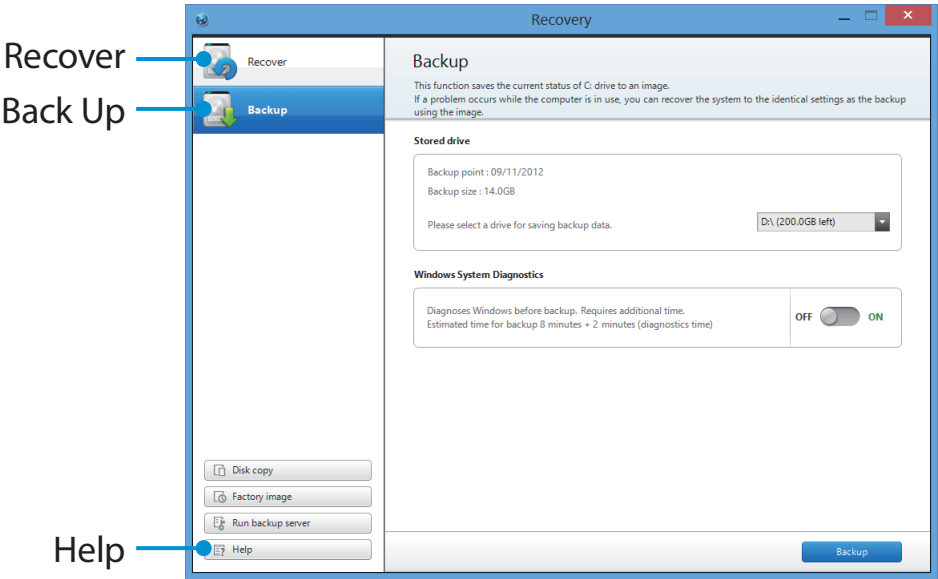 Recovery
Recover
Recover
Back Up
Backup
Backup
This function saves the current status of C: drive to an image.
If a problem occurs while the computer is in use, you can recover the system to the identical settings as the backup
using the image.
Stored drive
Backup point : 09/11/2012
Backup size : 14.0GB
Please select a drive for saving backup data.
D:\ (200.0GB left)
Windows System Diagnostics
Diagnoses Windows before backup. Requires additional time.
Estimated time for backup 8 minutes + 2 minutes (diagnostics time)
OFF
ON
Disk copy
Factory image
Run backup server
Help
Help
Backup